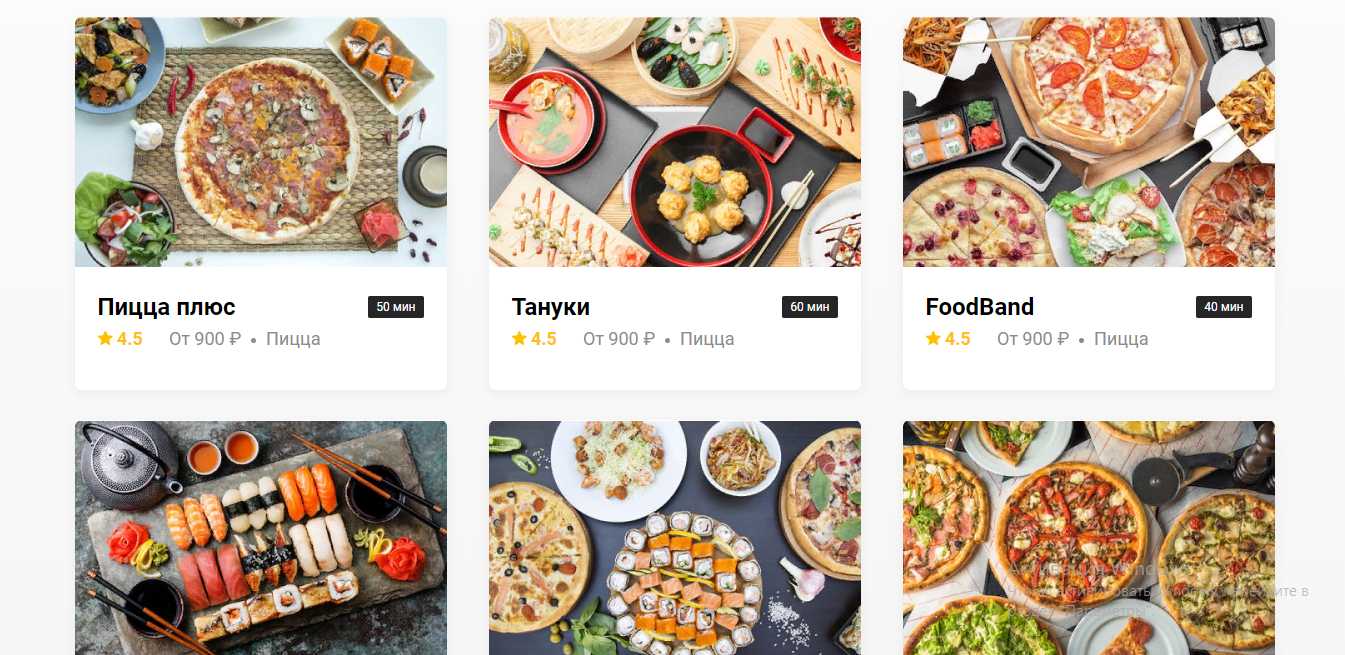 Пицца плюс
50 мин
4.5 От 900 ₽ • Пицца
Тануки
60 мин
4.5 От 900 ₽ • Пицца
FoodBand
40 мин
4.5 От 900 ₽ • Пицца
Активация Windows
Чтобы активировать Windows, перейдите в
раздел "Параметры".